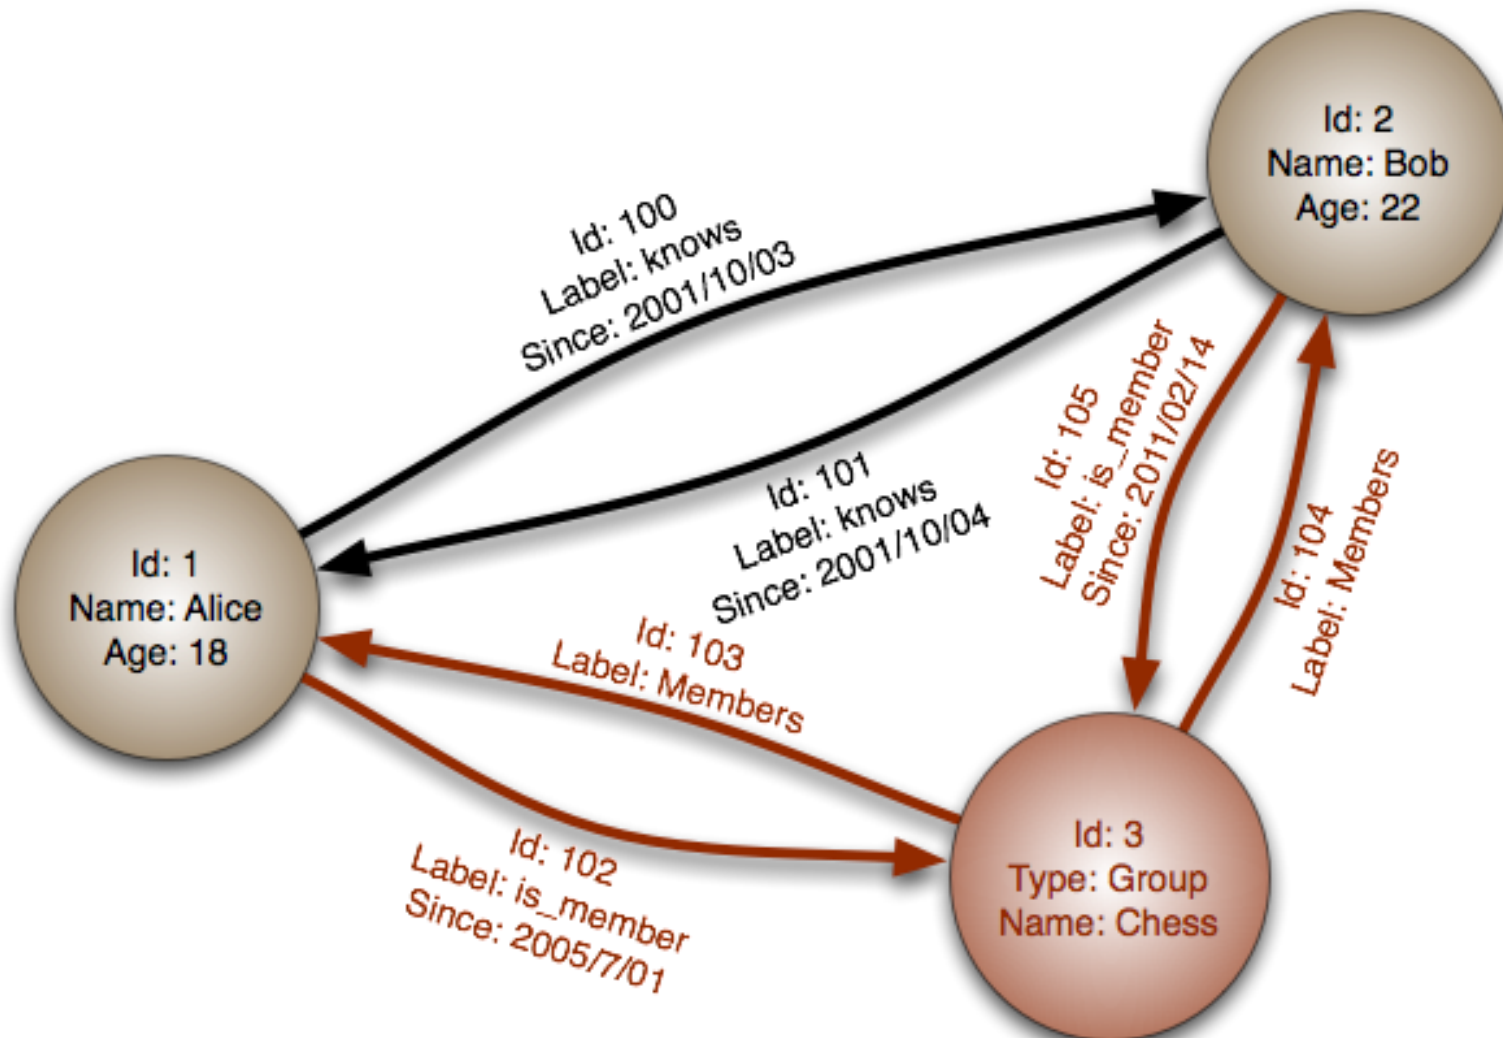 Id: 2
Name: Bob
Age: 22
Id: 100
Label: knows
Since: 2001/10/03
Id: 101
Label: knows
Since: 2001/10/04
Id: 105
Label: is_member
Since: 2011/02/14
Id: 104
Label: Members
Id: 1
Name: Alice
Age: 18
Id: 103
Label: Members
Id: 102
Label: is_member
Since: 2005/7/01
Id: 3
Type: Group
Name: Chess